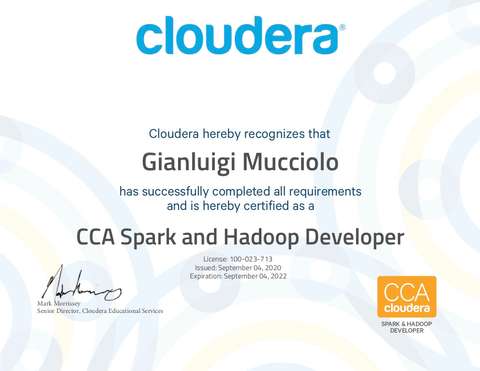 cloudera®
Cloudera hereby recognizes that
Gianluigi Mucciolo
has successfully completed all requirements
and is hereby certified as a
CCA Spark and Hadoop Developer
License: 100-023-713
Issued: September 04, 2020
Expiration: September 04, 2022
Mark Morrissey
Senior Director, Cloudera Educational Services
CCA
cloudera
SPARK & HADOOP
DEVELOPER